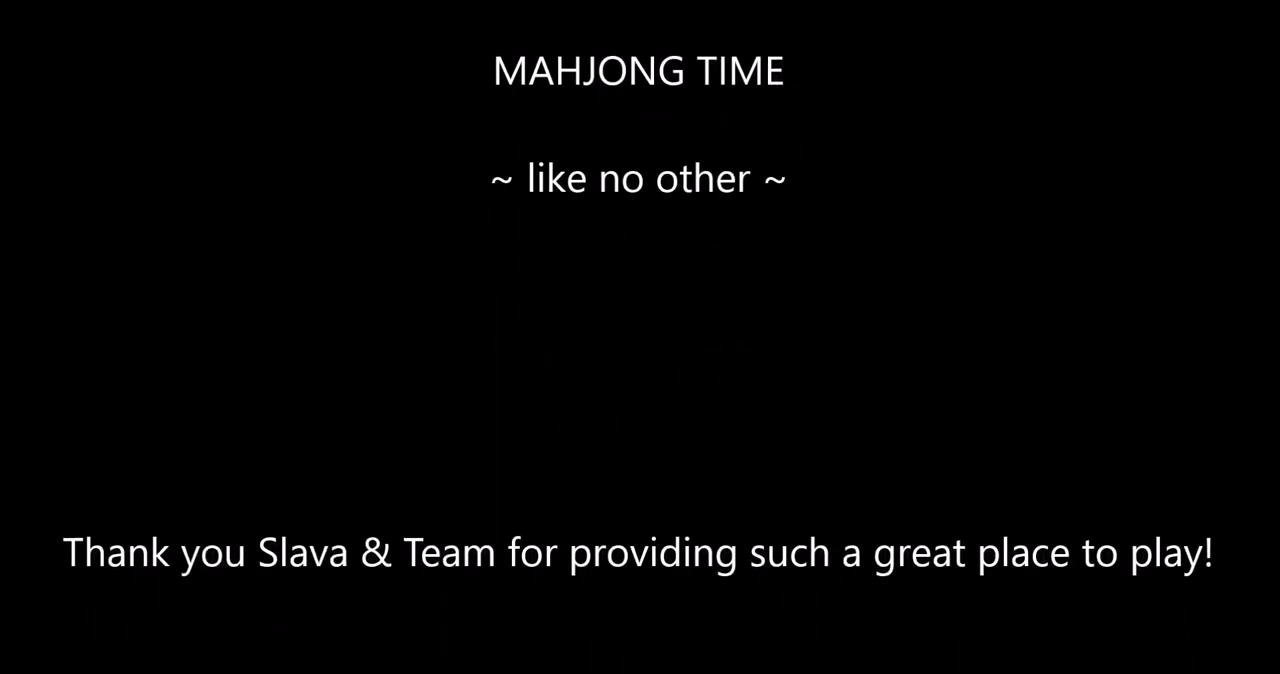 MAHJONG TIME
~ like no other ~
Thank you Slava & Team for providing such a great place to play!